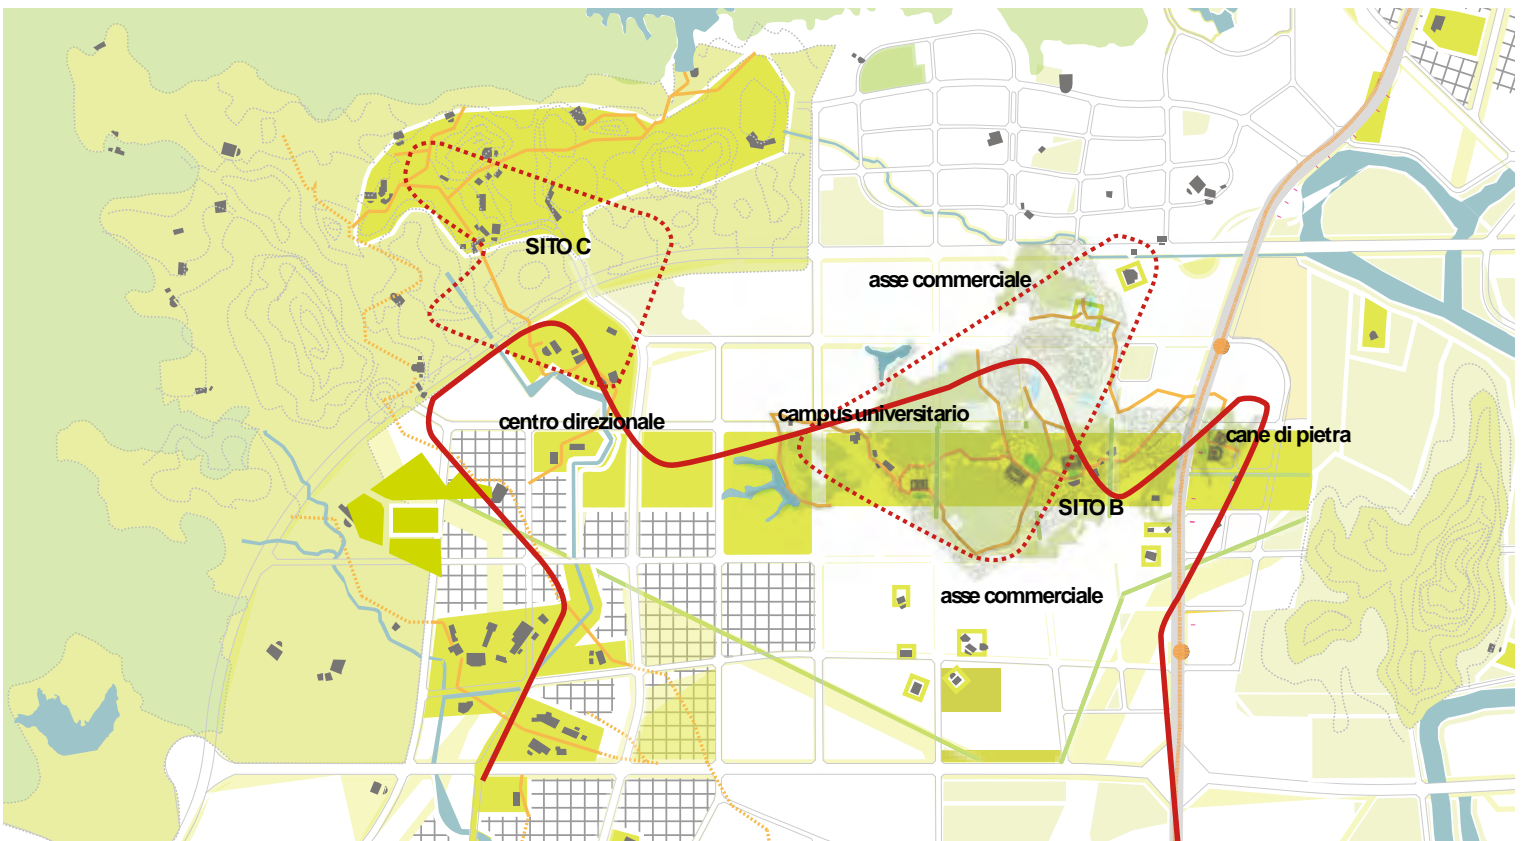 SITO C
asse commerciale
campus universitario
centro direzionale
cane di pietra
SITO B
asse commerciale